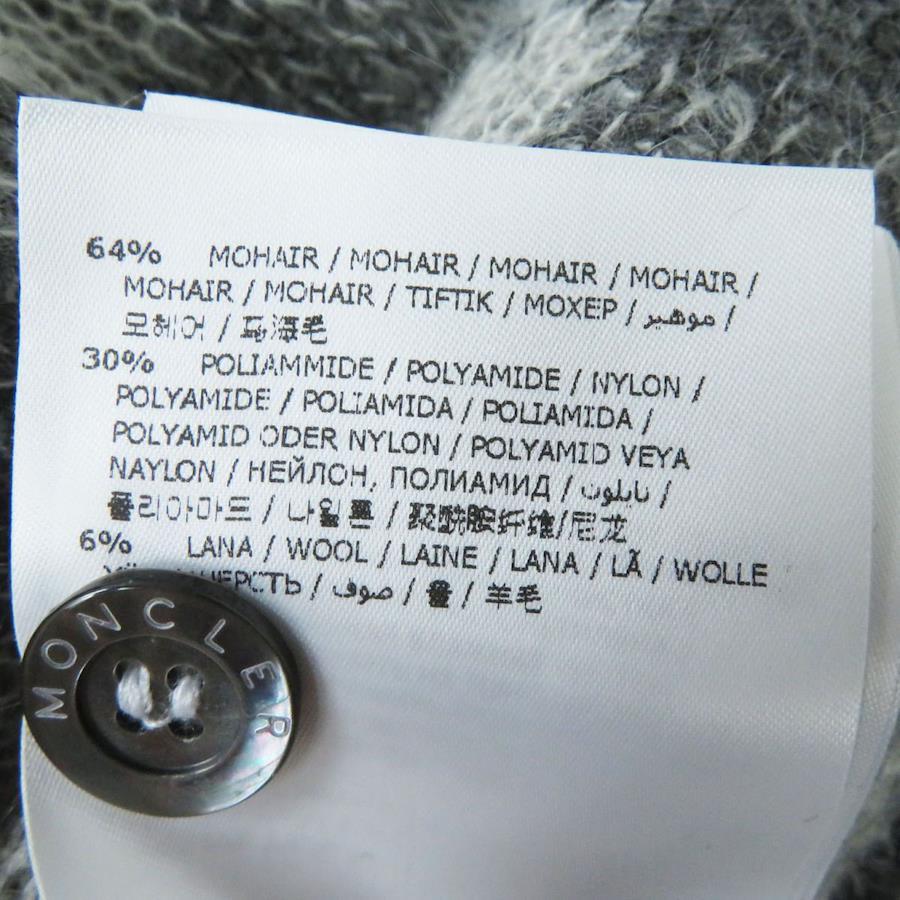 64% MOHAIR / MOHAIR / MOHAIR / MOHAIR /
MOHAIR / MOHAIR / TIFTIK / МОХЕР / موهير /
모헤어 / 马海毛
30% POLIAMMIDE / POLYAMIDE / NYLON /
POLYAMIDE / POLIAMIDA / POLIAMIDA /
POLYAMID ODER NYLON / POLYAMID VEYA
NAYLON / НЕЙЛОН, ПОЛИАМИД / نايلون /
폴리아마드 / 나일론 / 聚酰胺纤维/尼龙
6% LANA / WOOL / LAINE / LANA / LÃ / WOLLE
/ صوف / 울 / 羊毛
MONCLER